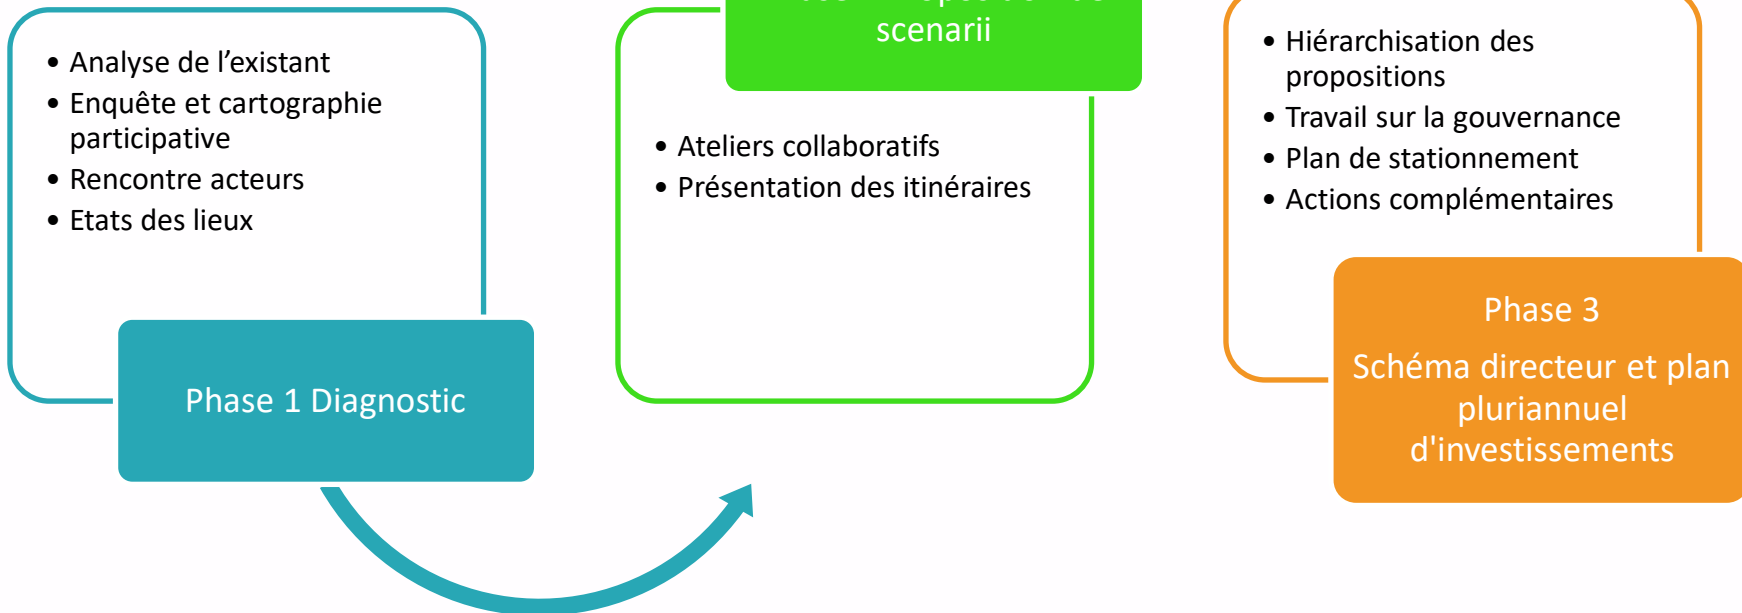 • Analyse de l’existant
• Enquête et cartographie
participative
• Rencontre acteurs
• Etats des lieux
Phase 1 Diagnostic
scenarii
• Ateliers collaboratifs
• Présentation des itinéraires
• Hiérarchisation des
propositions
• Travail sur la gouvernance
• Plan de stationnement
• Actions complémentaires
Phase 3
Schéma directeur et plan
pluriannuel
d'investissements